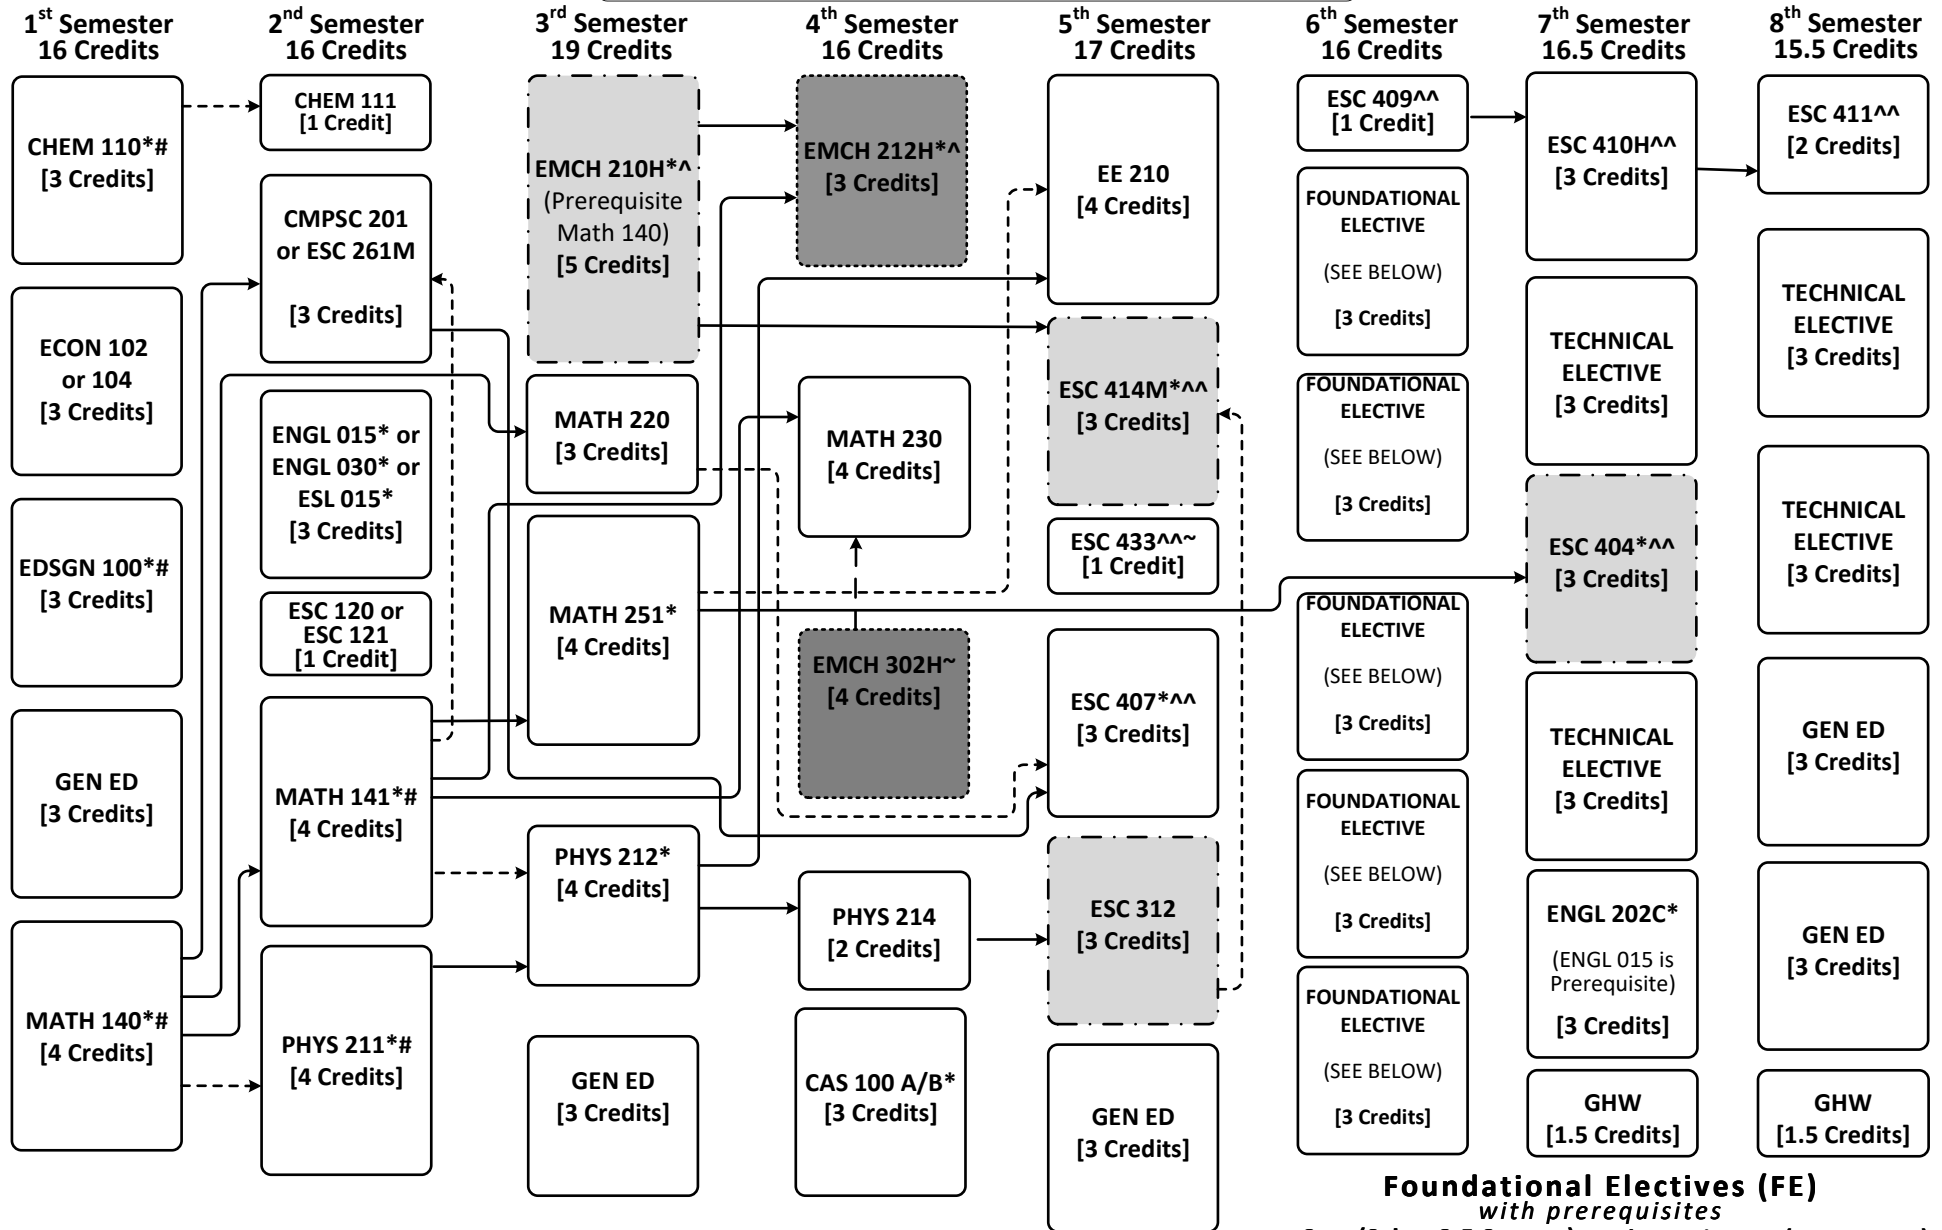 1st Semester
16 Credits
CHEM 110*#
[3 Credits]
ECON 102
or 104
[3 Credits]
EDSGN 100*#
[3 Credits]
GEN ED
[3 Credits]
MATH 140*#
[4 Credits]
2nd Semester
16 Credits
CHEM 111
[1 Credit]
CMPSC 201
or ESC 261M
[3 Credits]
ENGL 015* or
ENGL 030* or
ESL 015*
[3 Credits]
ESC 120 or
ESC 121
[1 Credit]
MATH 141*#
[4 Credits]
PHYS 211*#
[4 Credits]
3rd Semester
19 Credits
EMCH 210H*^
(Prerequisite
Math 140)
[5 Credits]
MATH 220
[3 Credits]
MATH 251*
[4 Credits]
PHYS 212*
[4 Credits]
GEN ED
[3 Credits]
4th Semester
16 Credits
EMCH 212H*^
[3 Credits]
MATH 230
[4 Credits]
EMCH 302H~
[4 Credits]
PHYS 214
[2 Credits]
CAS 100 A/B*
[3 Credits]
5th Semester
17 Credits
EE 210
[4 Credits]
ESC 414M*^^
[3 Credits]
ESC 433^^~
[1 Credit]
ESC 407*^^
[3 Credits]
ESC 312
[3 Credits]
GEN ED
[3 Credits]
6th Semester
16 Credits
ESC 409^^
[1 Credit]
FOUNDATIONAL
ELECTIVE
(SEE BELOW)
[3 Credits]
FOUNDATIONAL
ELECTIVE
(SEE BELOW)
[3 Credits]
FOUNDATIONAL
ELECTIVE
(SEE BELOW)
[3 Credits]
FOUNDATIONAL
ELECTIVE
(SEE BELOW)
[3 Credits]
FOUNDATIONAL
ELECTIVE
(SEE BELOW)
[3 Credits]
7th Semester
16.5 Credits
ESC 410H^^
[3 Credits]
TECHNICAL
ELECTIVE
[3 Credits]
ESC 404*^^
[3 Credits]
TECHNICAL
ELECTIVE
[3 Credits]
ENGL 202C*
(ENGL 015 is
Prerequisite)
[3 Credits]
GHW
[1.5 Credits]
8th Semester
15.5 Credits
ESC 411^^
[2 Credits]
TECHNICAL
ELECTIVE
[3 Credits]
TECHNICAL
ELECTIVE
[3 Credits]
GEN ED
[3 Credits]
GEN ED
[3 Credits]
GHW
[1.5 Credits]
Foundational Electives (FE)
with prerequisites